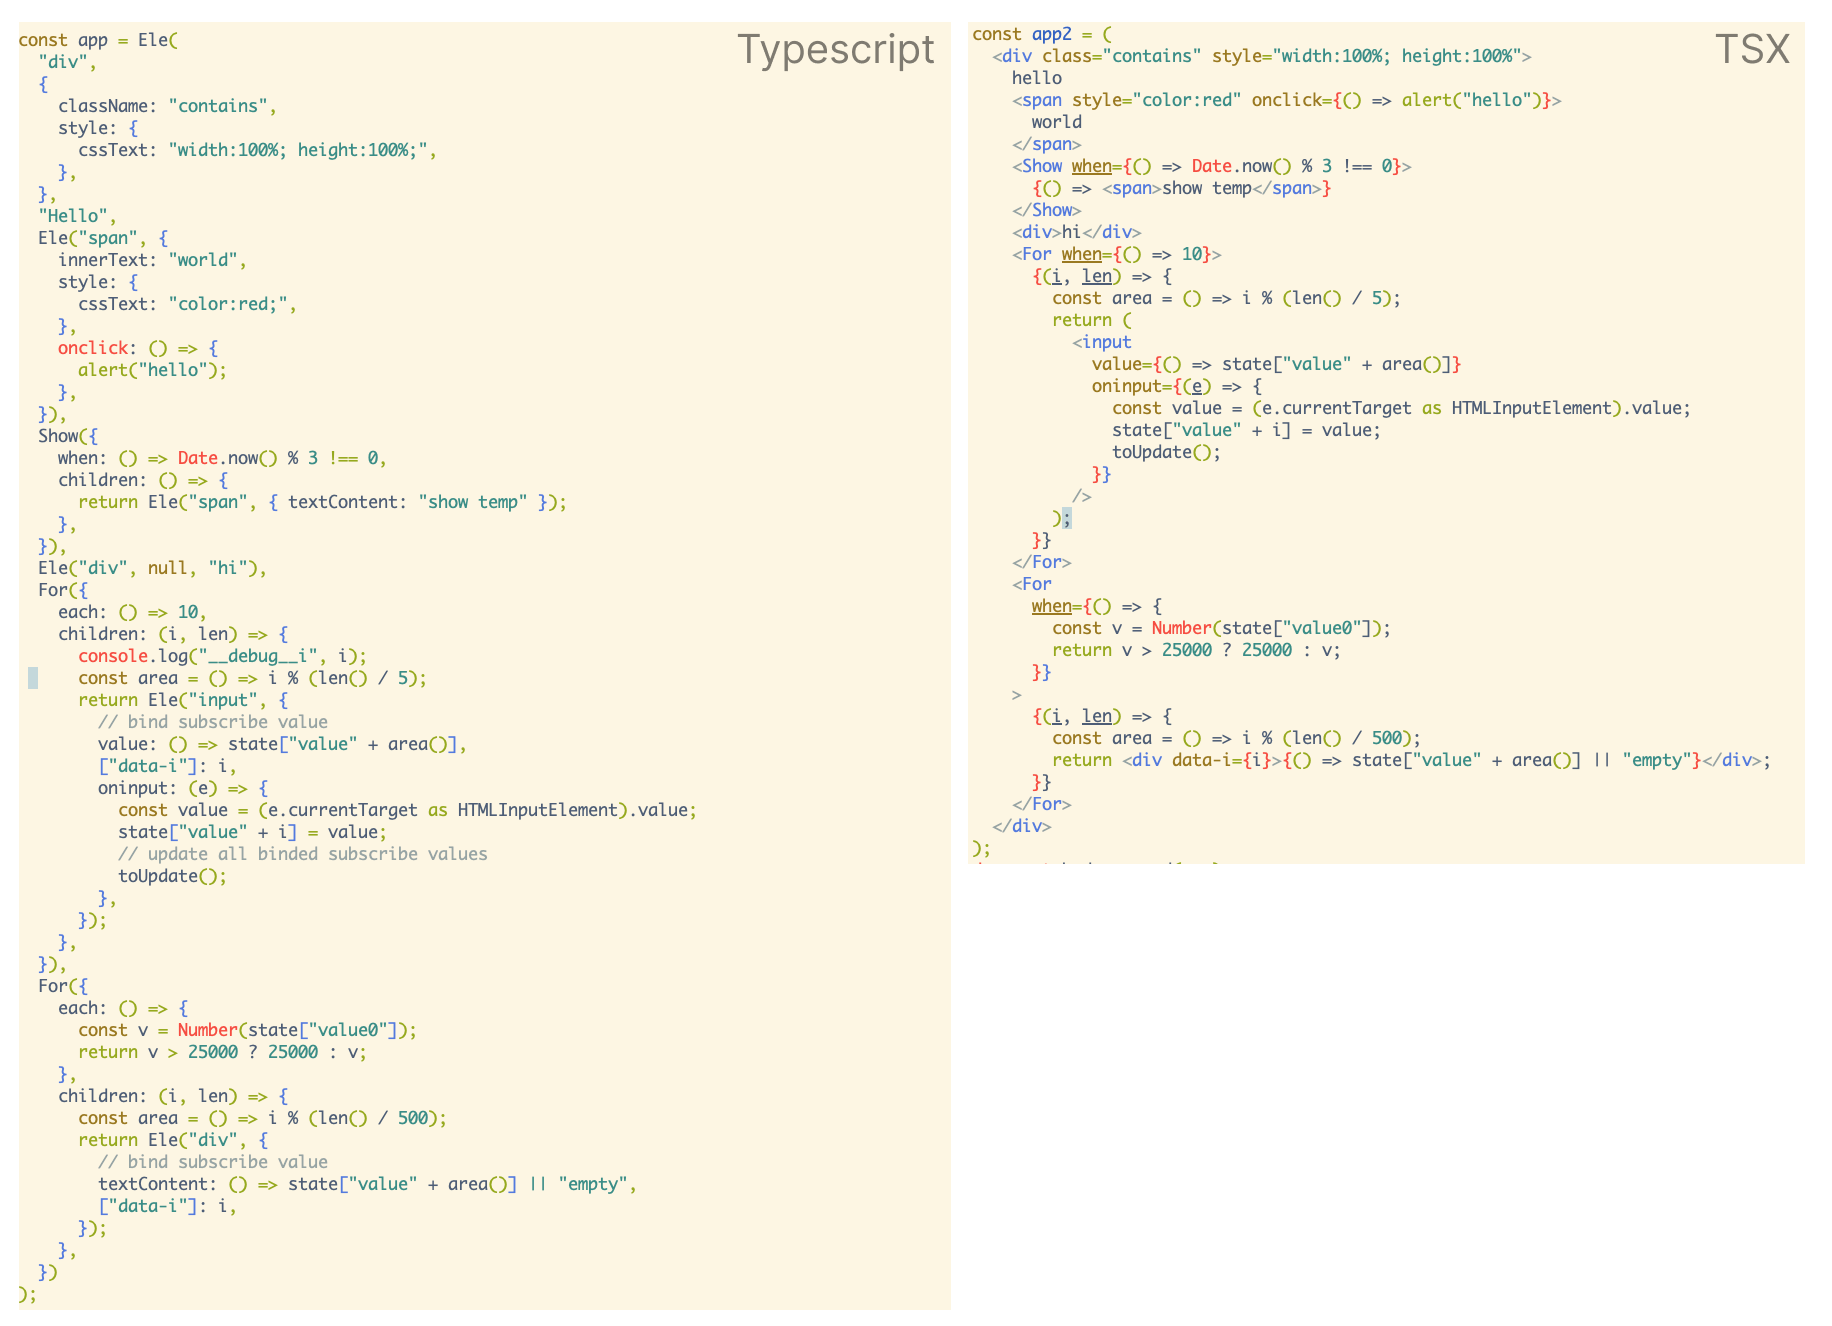 Typescript
const app = Ele(
  "div",
  {
    className: "contains",
    style: {
      cssText: "width:100%; height:100%;",
    },
  },
  "Hello",
  Ele("span", {
    innerText: "world",
    style: {
      cssText: "color:red;",
    },
    onclick: () => {
      alert("hello");
    },
  }),
  Show({
    when: () => Date.now() % 3 !== 0,
    children: () => {
      return Ele("span", { textContent: "show temp" });
    },
  }),
  Ele("div", null, "hi"),
  For({
    each: () => 10,
    children: (i, len) => {
      console.log("__debug__i", i);
      const area = () => i % (len() / 5);
      return Ele("input", {
        // bind subscribe value
        value: () => state["value" + area()],
        ["data-i"]: i,
        oninput: (e) => {
          const value = (e.currentTarget as HTMLInputElement).value;
          state["value" + i] = value;
          // update all binded subscribe values
          toUpdate();
        },
      });
    },
  }),
  For({
    each: () => {
      const v = Number(state["value0"]);
      return v > 25000 ? 25000 : v;
    },
    children: (i, len) => {
      const area = () => i % (len() / 500);
      return Ele("div", {
        // bind subscribe value
        textContent: () => state["value" + area()] || "empty",
        ["data-i"]: i,
      });
    },
  })
);
TSX
const app2 = (
  <div class="contains" style="width:100%; height:100%">
    hello
    <span style="color:red" onclick={() => alert("hello")}>
      world
    </span>
    <Show when={() => Date.now() % 3 !== 0}>
      {() => <span>show temp</span>}
    </Show>
    <div>hi</div>
    <For when={() => 10}>
      {(i, len) => {
        const area = () => i % (len() / 5);
        return (
          <input
            value={() => state["value" + area()]}
            oninput={(e) => {
              const value = (e.currentTarget as HTMLInputElement).value;
              state["value" + i] = value;
              toUpdate();
            }}
          />
        );
      }}
    </For>
    <For
      when={() => {
        const v = Number(state["value0"]);
        return v > 25000 ? 25000 : v;
      }}
    >
      {(i, len) => {
        const area = () => i % (len() / 500);
        return <div data-i={i}>{() => state["value" + area()] || "empty"}</div>;
      }}
    </For>
  </div>
);